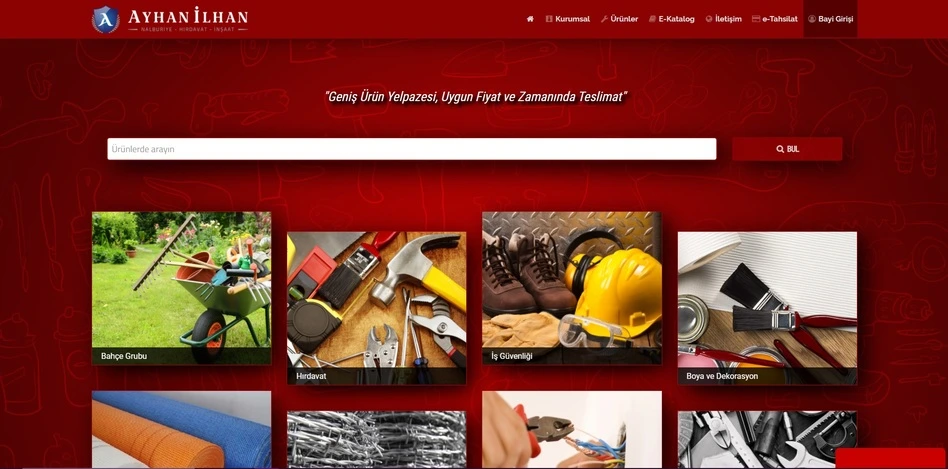 AYHAN İLHAN
NALBURİYE - HIRDAVAT - İNŞAAT
Kurumsal
Ürünler
E-Katalog
İletişim
e-Tahsilat
Bayi Girişi
"Geniş Ürün Yelpazesi, Uygun Fiyat ve Zamanında Teslimat"
Ürünlerde arayın
BUL
Bahçe Grubu
Hırdavat
İş Güvenliği
Boya ve Dekorasyon